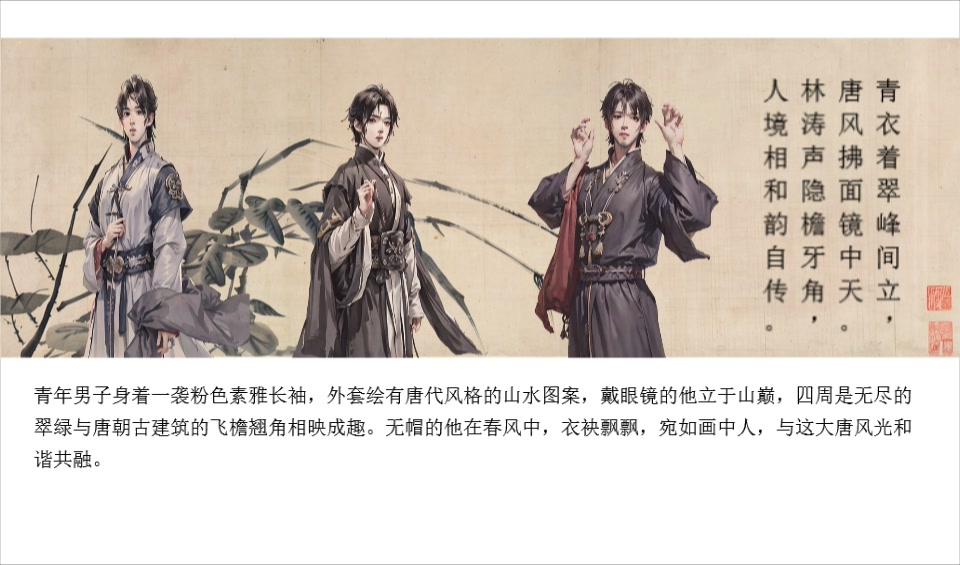 青衣着翠峰间立，
唐风拂面镜中天。
林涛声隐檐牙角，
人境相和韵自传。
青年男子身着一袭粉色素雅长袖，外套绘有唐代风格的山水图案，戴眼镜的他立于山巅，四周是无尽的
翠绿与唐朝古建筑的飞檐翘角相映成趣。无帽的他在春风中，衣袂飘飘，宛如画中人，与这大唐风光和
谐共融。